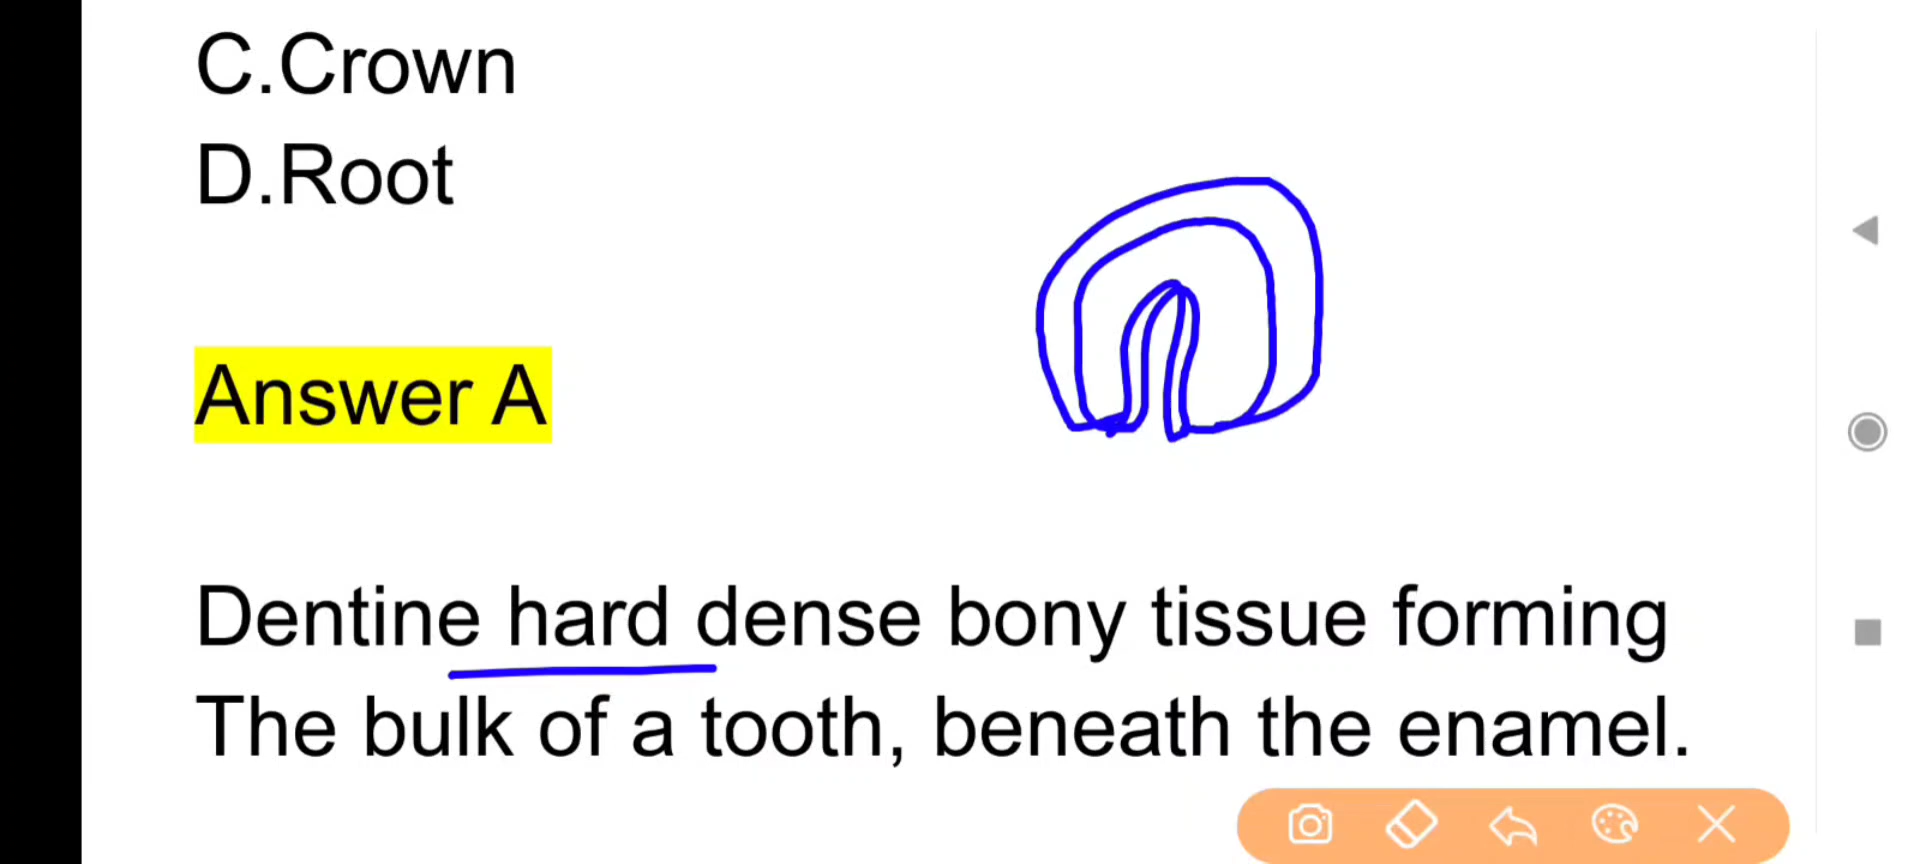 C.Crown
D.Root
Answer A
Dentine hard dense bony tissue forming
The bulk of a tooth, beneath the enamel.